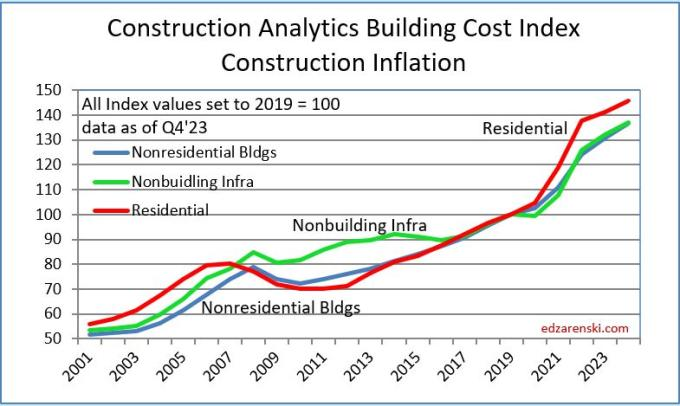 Construction Analytics Building Cost Index
Construction Inflation
150
140
130
120
110
100
90
80
70
60
50
All Index values set to 2019 = 100
data as of Q4'23
Nonresidential Bldgs
Nonbuidling Infra
Residential
Residential
Nonbuilding Infra
Nonresidential Bldgs
edzarenski.com
2001
2003
2005
2007
2009
2011
2013
2015
2017
2019
2021
2023